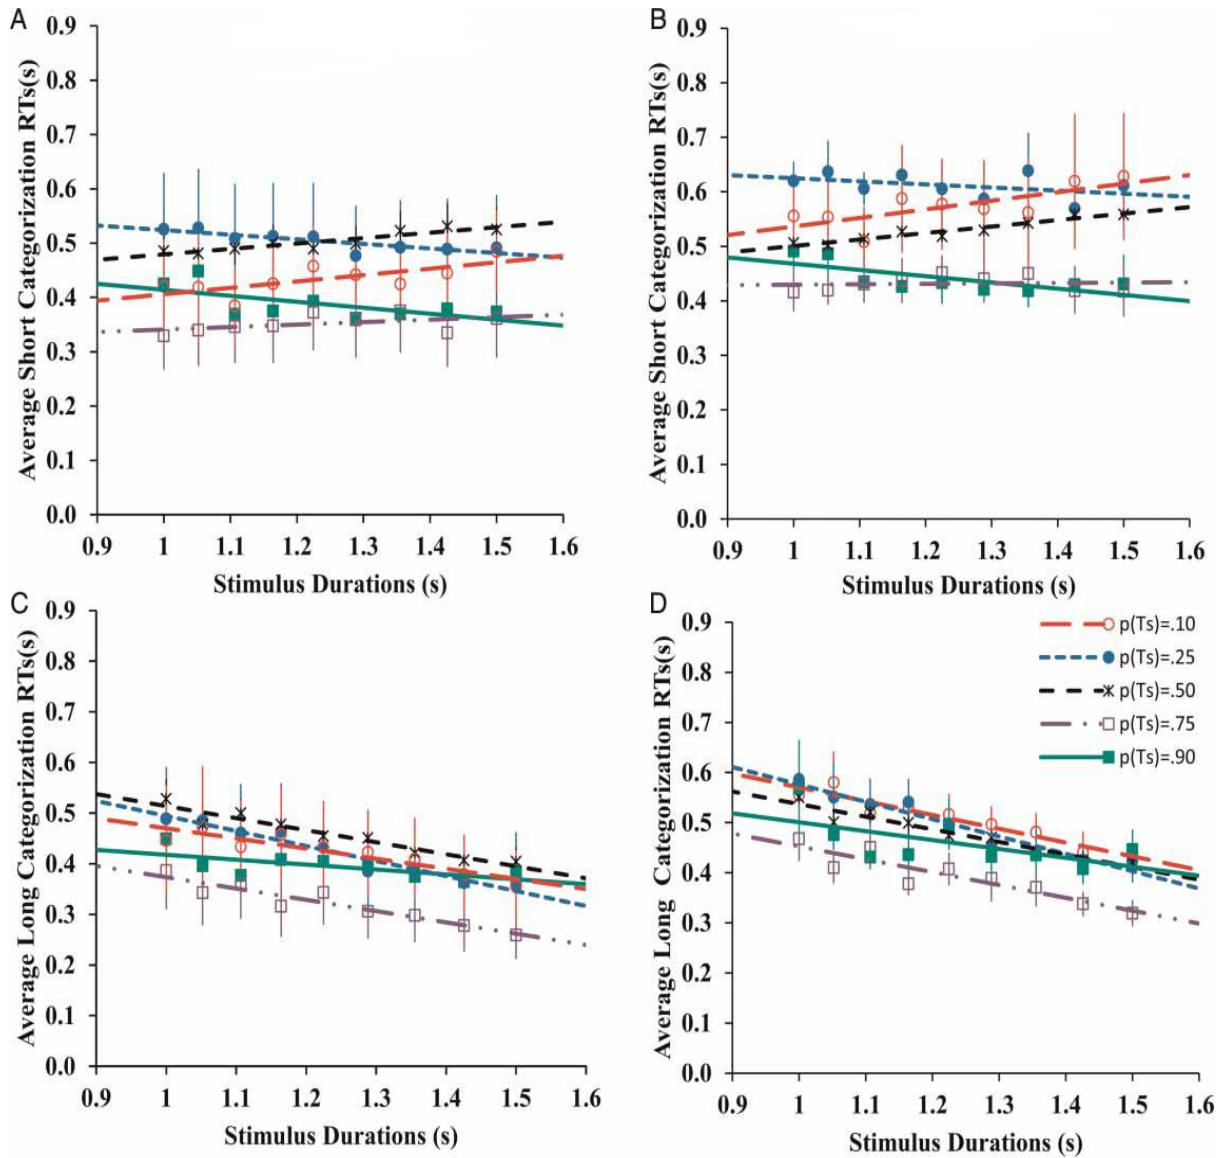 A
Average Short Categorization RTs(s)
0.9
0.8
0.7
0.6
0.5
0.4
0.3
0.2
0.1
0.0
0.9 1 1.1 1.2 1.3 1.4 1.5 1.6
Stimulus Durations (s)
B
Average Short Categorization RTs(s)
0.9
0.8
0.7
0.6
0.5
0.4
0.3
0.2
0.1
0.0
0.9 1 1.1 1.2 1.3 1.4 1.5 1.6
Stimulus Durations (s)
C
Average Long Categorization RTs(s)
0.9
0.8
0.7
0.6
0.5
0.4
0.3
0.2
0.1
0.0
0.9 1 1.1 1.2 1.3 1.4 1.5 1.6
Stimulus Durations (s)
D
Average Long Categorization RTs(s)
0.9
0.8
0.7
0.6
0.5
0.4
0.3
0.2
0.1
0.0
0.9 1 1.1 1.2 1.3 1.4 1.5 1.6
Stimulus Durations (s)
p(Ts)=.10
p(Ts)=.25
p(Ts)=.50
p(Ts)=.75
p(Ts)=.90